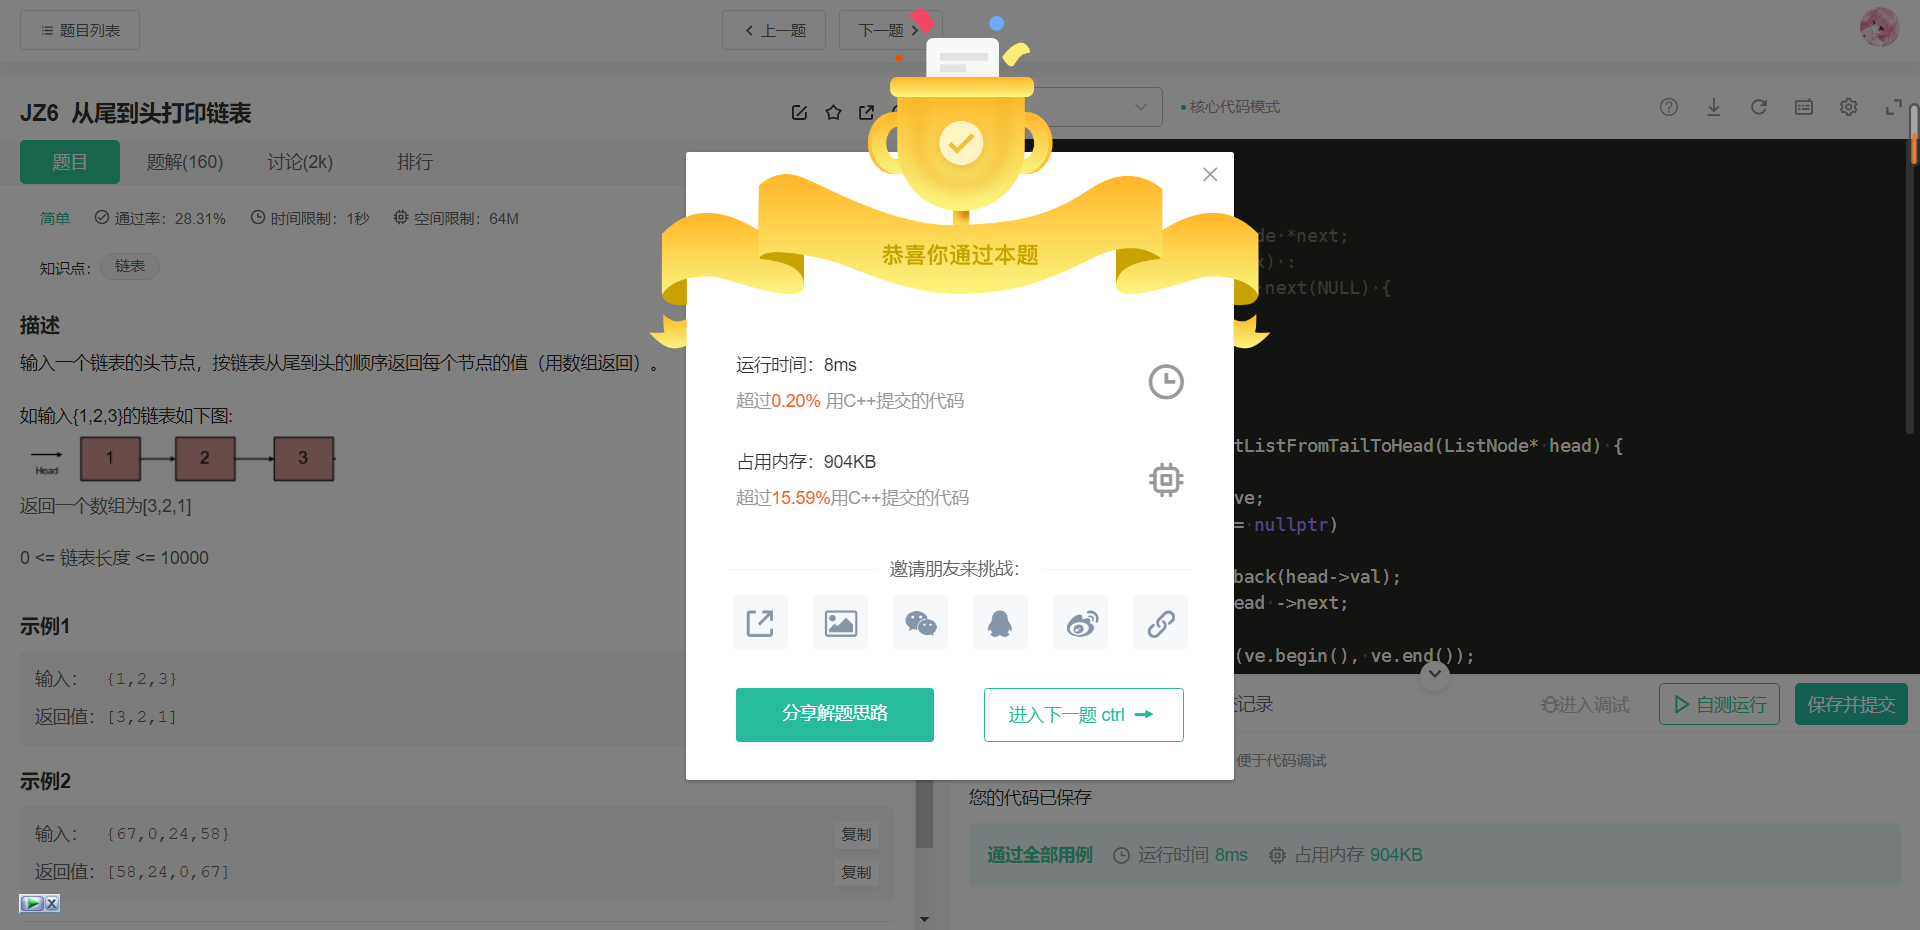 题目列表
上一题
下一题
JZ6 从尾到头打印链表
核心代码模式
题目
题解(160)
讨论(2k)
排行
简单
通过率：28.31%
时间限制：1秒
空间限制：64M
知识点：
链表
描述
输入一个链表的头节点，按链表从尾到头的顺序返回每个节点的值（用数组返回）。
如输入{1,2,3}的链表如下图:
Head
1
2
3
返回一个数组为[3,2,1]
0 <= 链表长度 <= 10000
示例1
输入： {1,2,3}
返回值：[3,2,1]
示例2
输入： {67,0,24,58}
复制
返回值：[58,24,0,67]
复制
恭喜你通过本题
运行时间：8ms
超过0.20% 用C++提交的代码
占用内存：904KB
超过15.59%用C++提交的代码
邀请朋友来挑战：
分享解题思路
进入下一题 ctrl
*next;
) :
next(NULL) {
tListFromTailToHead(ListNode* head) {
ve;
= nullptr)
back(head->val);
ead ->next;
(ve.begin(), ve.end());
记录
进入调试
自测运行
保存并提交
便于代码调试
您的代码已保存
通过全部用例
运行时间 8ms
占用内存 904KB